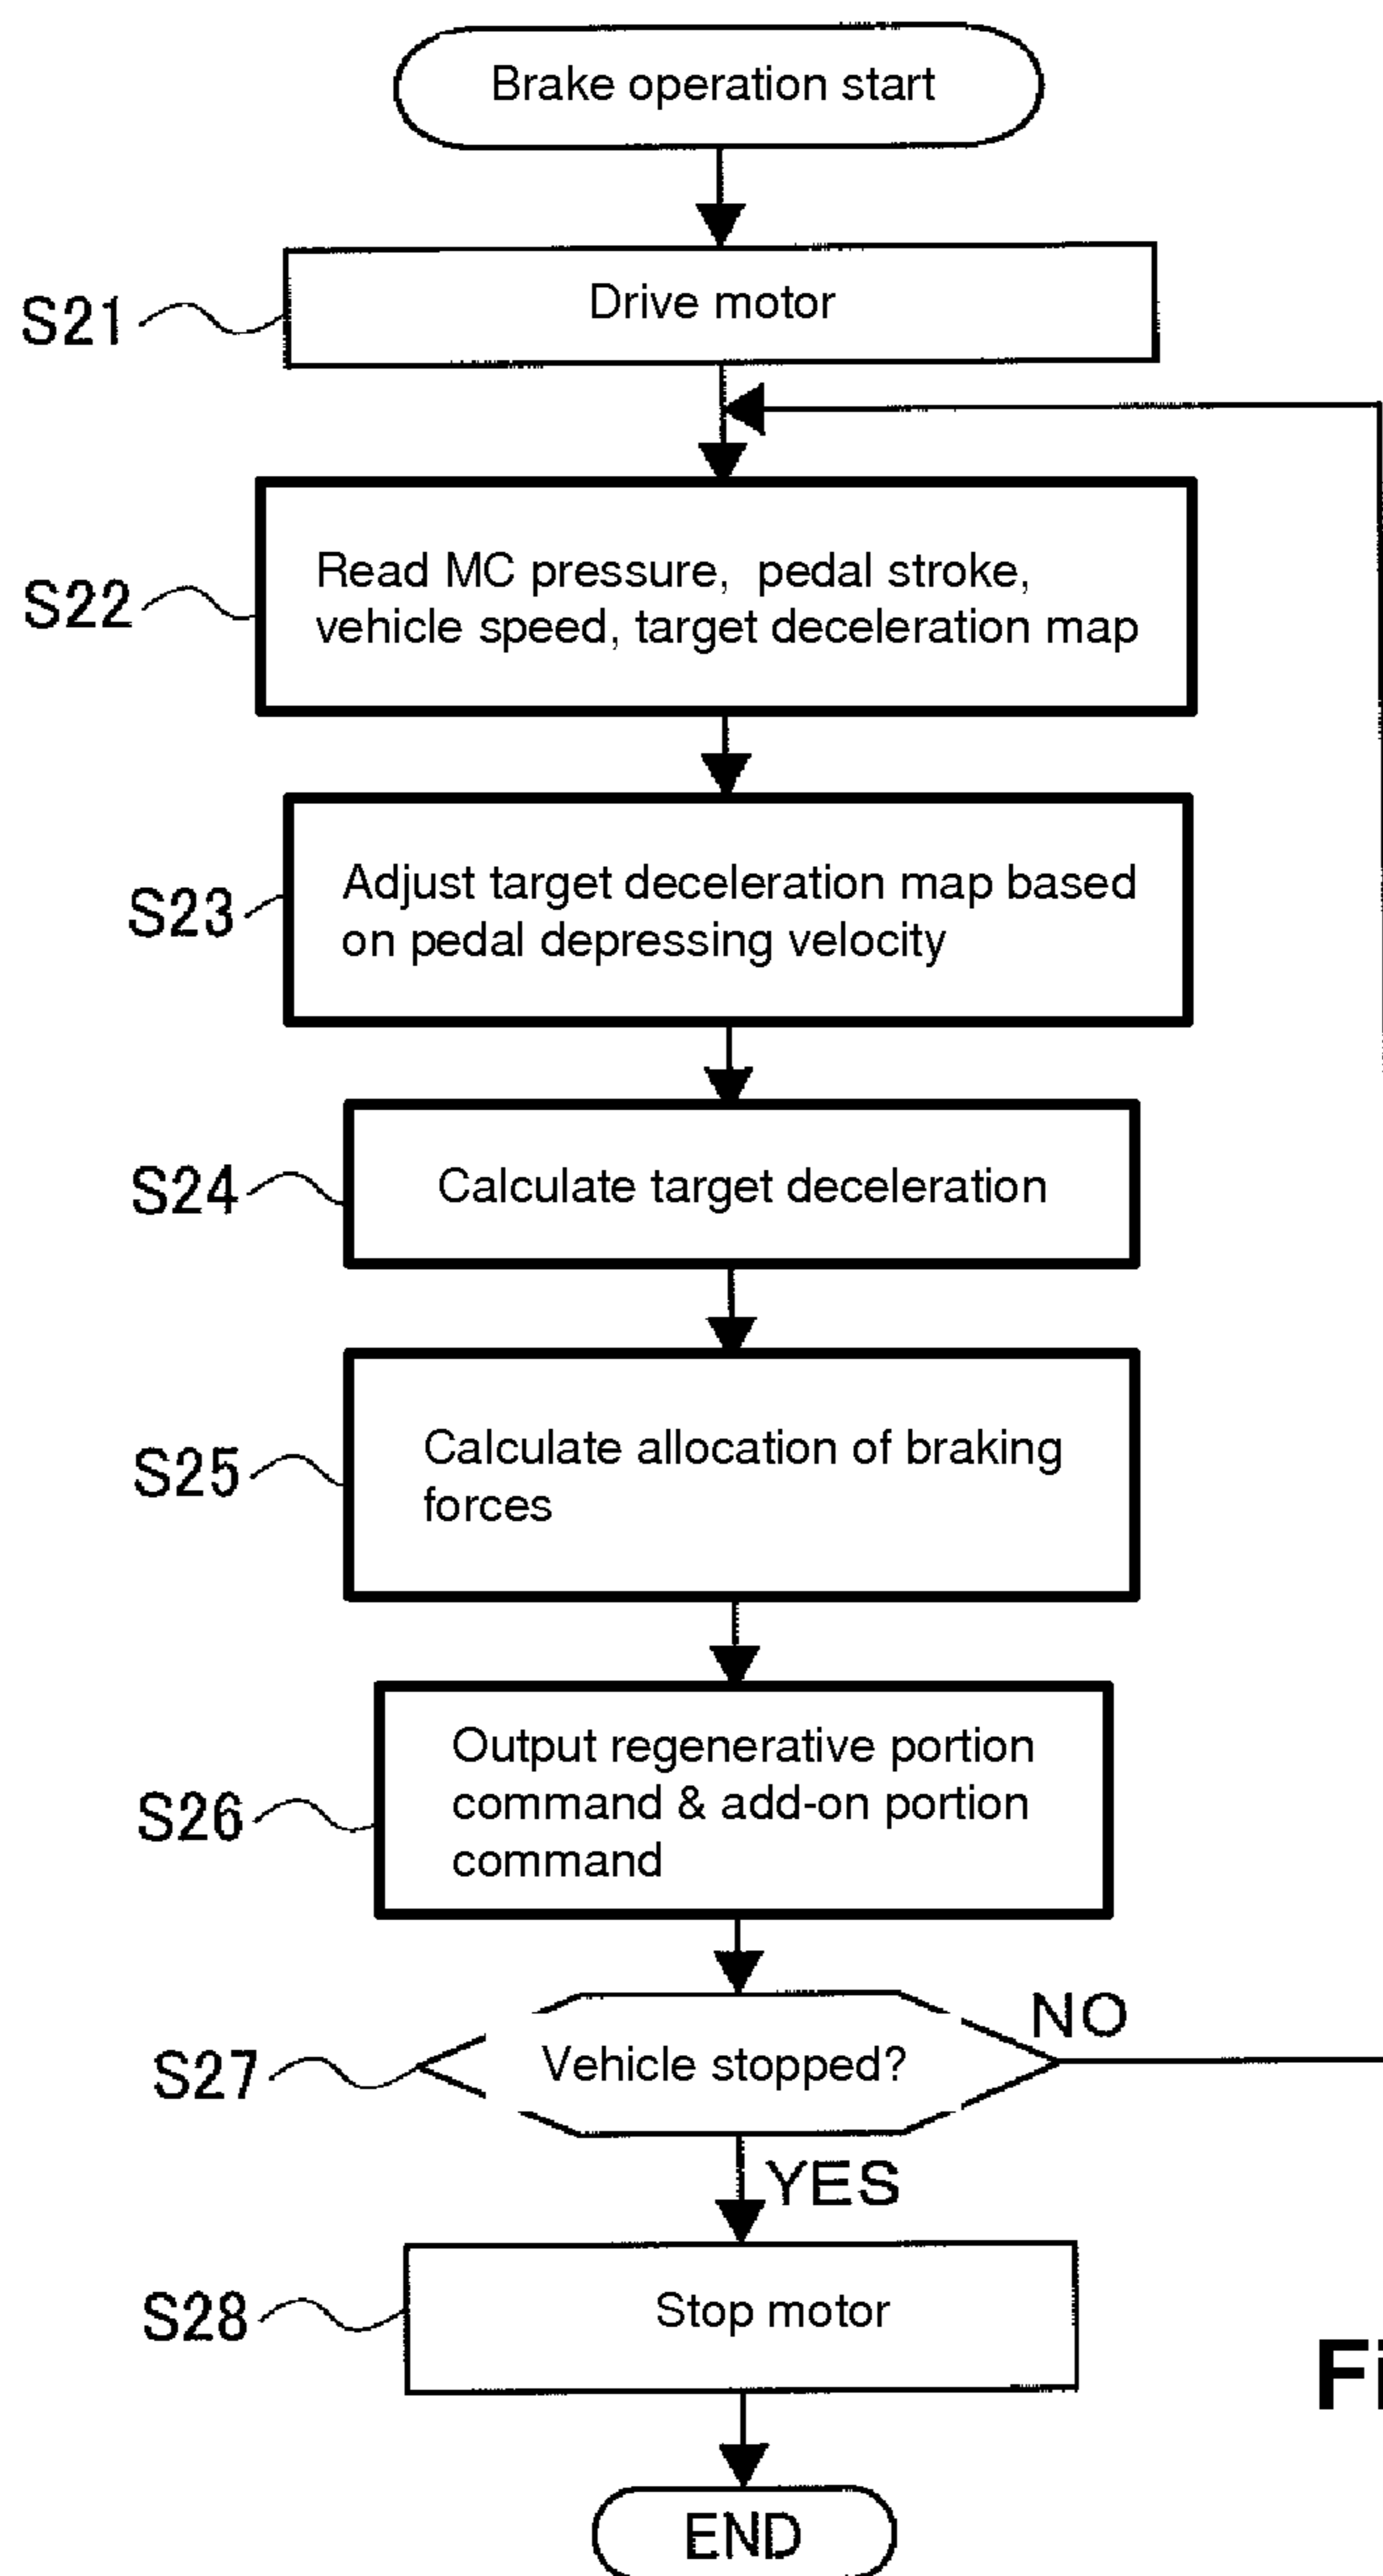 Brake operation start
S21
Drive motor
S22
Read MC pressure, pedal stroke,
vehicle speed, target deceleration map
S23
Adjust target deceleration map based
on pedal depressing velocity
S24
Calculate target deceleration
S25
Calculate allocation of braking
forces
S26
Output regenerative portion
command & add-on portion
command
S27
Vehicle stopped?
NO
YES
S28
Stop motor
END